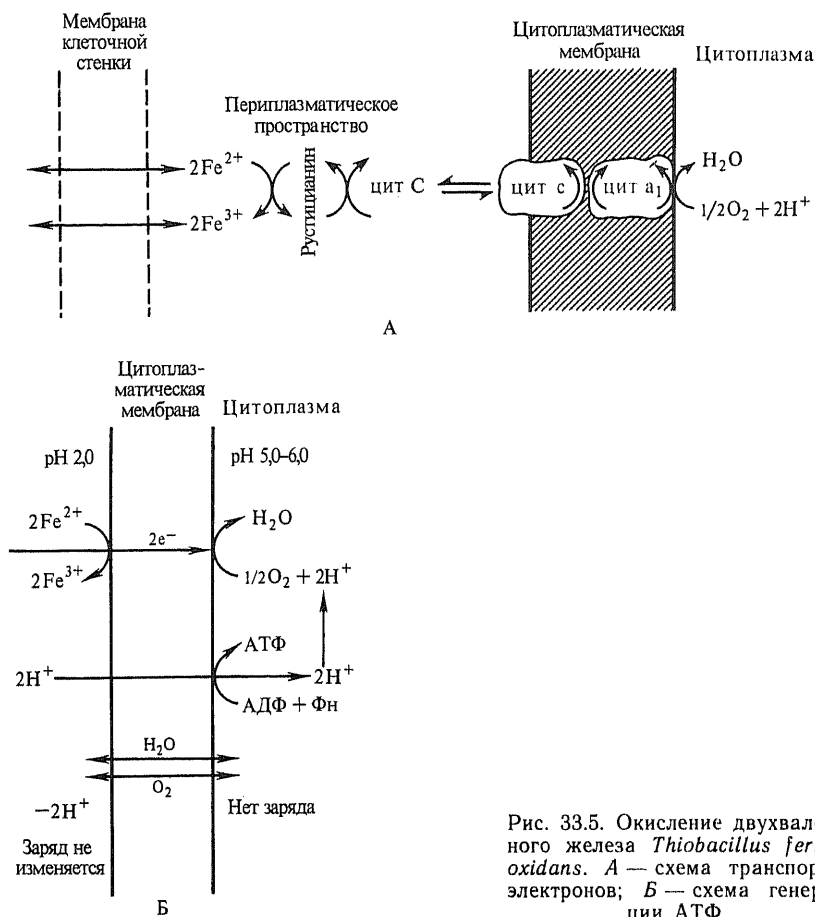 Мембрана
клеточной
стенки
Цитоплазматическая
мембрана
Цитоплазма
Периплазматическое
пространство
2Fe²⁺
2Fe³⁺
Рустицианин
цит С
цит с
цит a₁
H₂O
1/2O₂ + 2H⁺
А
Цитоплаз-
матическая
мембрана
Цитоплазма
pH 2,0
pH 5,0–6,0
2Fe²⁺
2e⁻
H₂O
2Fe³⁺
1/2O₂ + 2H⁺
АТФ
2H⁺
2H⁺
АДФ + Фн
H₂O
O₂
−2H⁺
Нет заряда
Заряд не
изменяется
Б
Рис. 33.5. Окисление двухвал
ного железа Thiobacillus fer
oxidans. А — схема транспор
электронов; Б — схема генер
ции АТФ